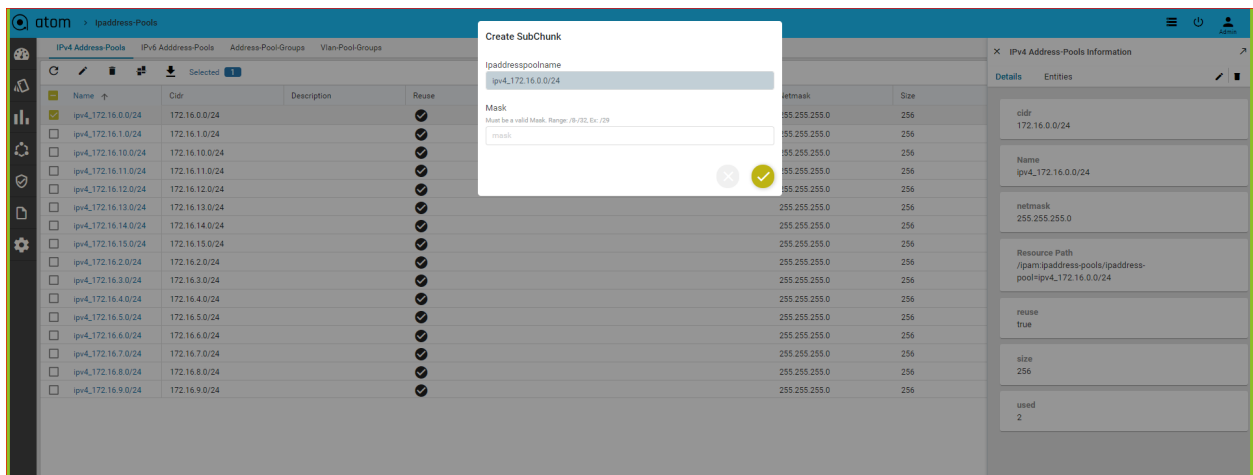 atom > Ipaddress-Pools
Admin
IPv4 Address-Pools IPv6 Adddress-Pools Address-Pool-Groups Vlan-Pool-Groups
Selected 1
Name Cidr Description Reuse Netmask Size
ipv4_172.16.0.0/24 172.16.0.0/24 255.255.255.0 256
ipv4_172.16.1.0/24 172.16.1.0/24 255.255.255.0 256
ipv4_172.16.10.0/24 172.16.10.0/24 255.255.255.0 256
ipv4_172.16.11.0/24 172.16.11.0/24 255.255.255.0 256
ipv4_172.16.12.0/24 172.16.12.0/24 255.255.255.0 256
ipv4_172.16.13.0/24 172.16.13.0/24 255.255.255.0 256
ipv4_172.16.14.0/24 172.16.14.0/24 255.255.255.0 256
ipv4_172.16.15.0/24 172.16.15.0/24 255.255.255.0 256
ipv4_172.16.2.0/24 172.16.2.0/24 255.255.255.0 256
ipv4_172.16.3.0/24 172.16.3.0/24 255.255.255.0 256
ipv4_172.16.4.0/24 172.16.4.0/24 255.255.255.0 256
ipv4_172.16.5.0/24 172.16.5.0/24 255.255.255.0 256
ipv4_172.16.6.0/24 172.16.6.0/24 255.255.255.0 256
ipv4_172.16.7.0/24 172.16.7.0/24 255.255.255.0 256
ipv4_172.16.8.0/24 172.16.8.0/24 255.255.255.0 256
ipv4_172.16.9.0/24 172.16.9.0/24 255.255.255.0 256
Create SubChunk
Ipaddresspoolname
ipv4_172.16.0.0/24
Mask
Must be a valid Mask. Range: /8-/32, Ex: /29
mask
IPv4 Address-Pools Information
Details Entities
cidr
172.16.0.0/24
Name
ipv4_172.16.0.0/24
netmask
255.255.255.0
Resource Path
/ipam:ipaddress-pools/ipaddress-
pool=ipv4_172.16.0.0/24
reuse
true
size
256
used
2